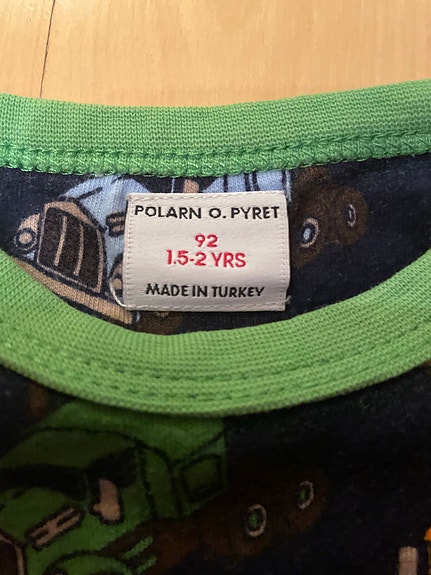 POLARN O. PYRET
92
1.5-2 YRS
MADE IN TURKEY